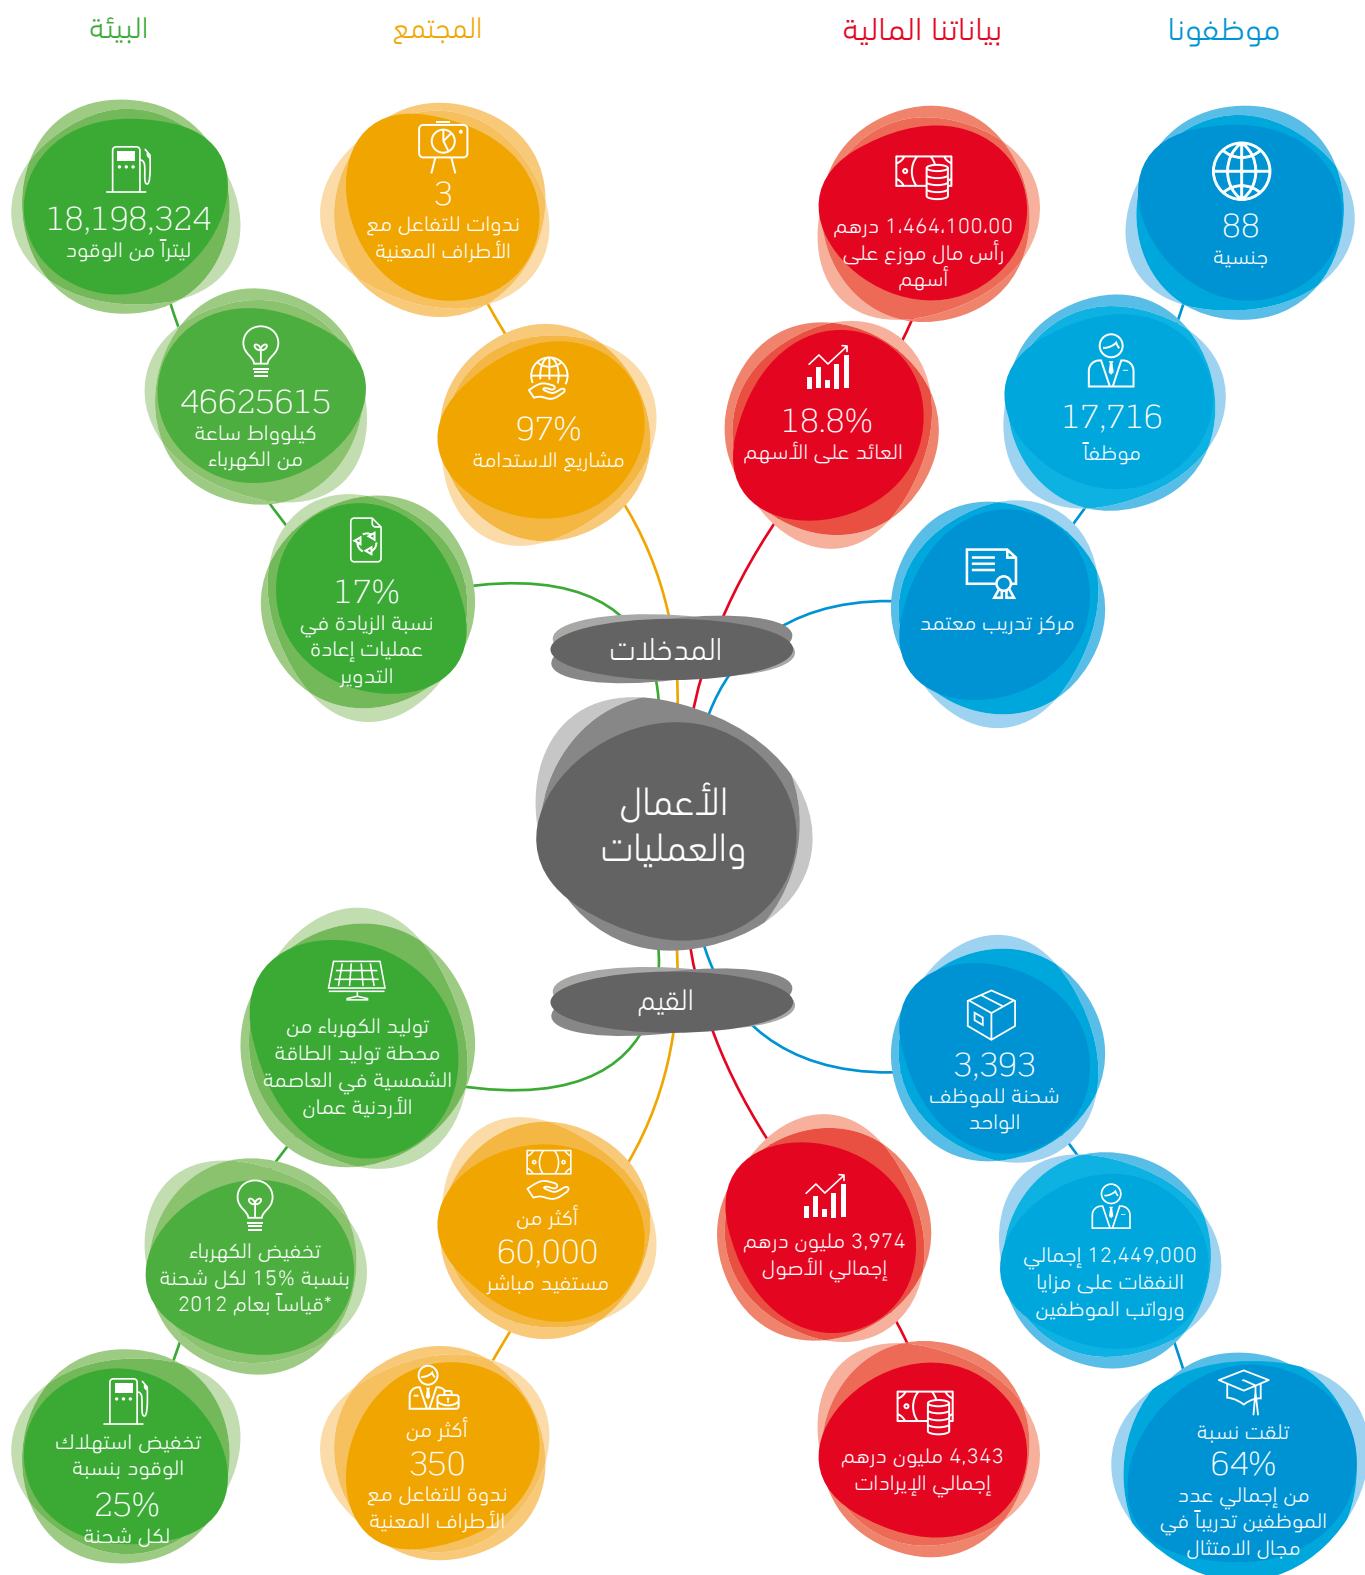 موظفونا
بياناتنا المالية
المجتمع
البيئة
88
جنسية
17,716
موظفاً
مركز تدريب معتمد
1،464،100،00 درهم
رأس مال موزع على
أسهم
18.8%
العائد على الأسهم
3
ندوات للتفاعل مع
الأطراف المعنية
97%
مشاريع الاستدامة
18,198,324
ليتراً من الوقود
46625615
كيلوواط ساعة
من الكهرباء
17%
نسبة الزيادة في
عمليات إعادة
التدوير
المدخلات
الأعمال
والعمليات
القيم
3,393
شحنة للموظف
الواحد
12,449,000 إجمالي
النفقات على مزايا
ورواتب الموظفين
تلقت نسبة
64%
من إجمالي عدد
الموظفين تدريباً في
مجال الامتثال
3,974 مليون درهم
إجمالي الأصول
4,343 مليون درهم
إجمالي الإيرادات
أكثر من
60,000
مستفيد مباشر
أكثر من
350
ندوة للتفاعل مع
الأطراف المعنية
توليد الكهرباء من
محطة توليد الطاقة
الشمسية في العاصمة
الأردنية عمان
تخفيض الكهرباء
بنسبة 15% لكل شحنة
قياساً بعام 2012*
تخفيض استهلاك
الوقود بنسبة
25%
لكل شحنة